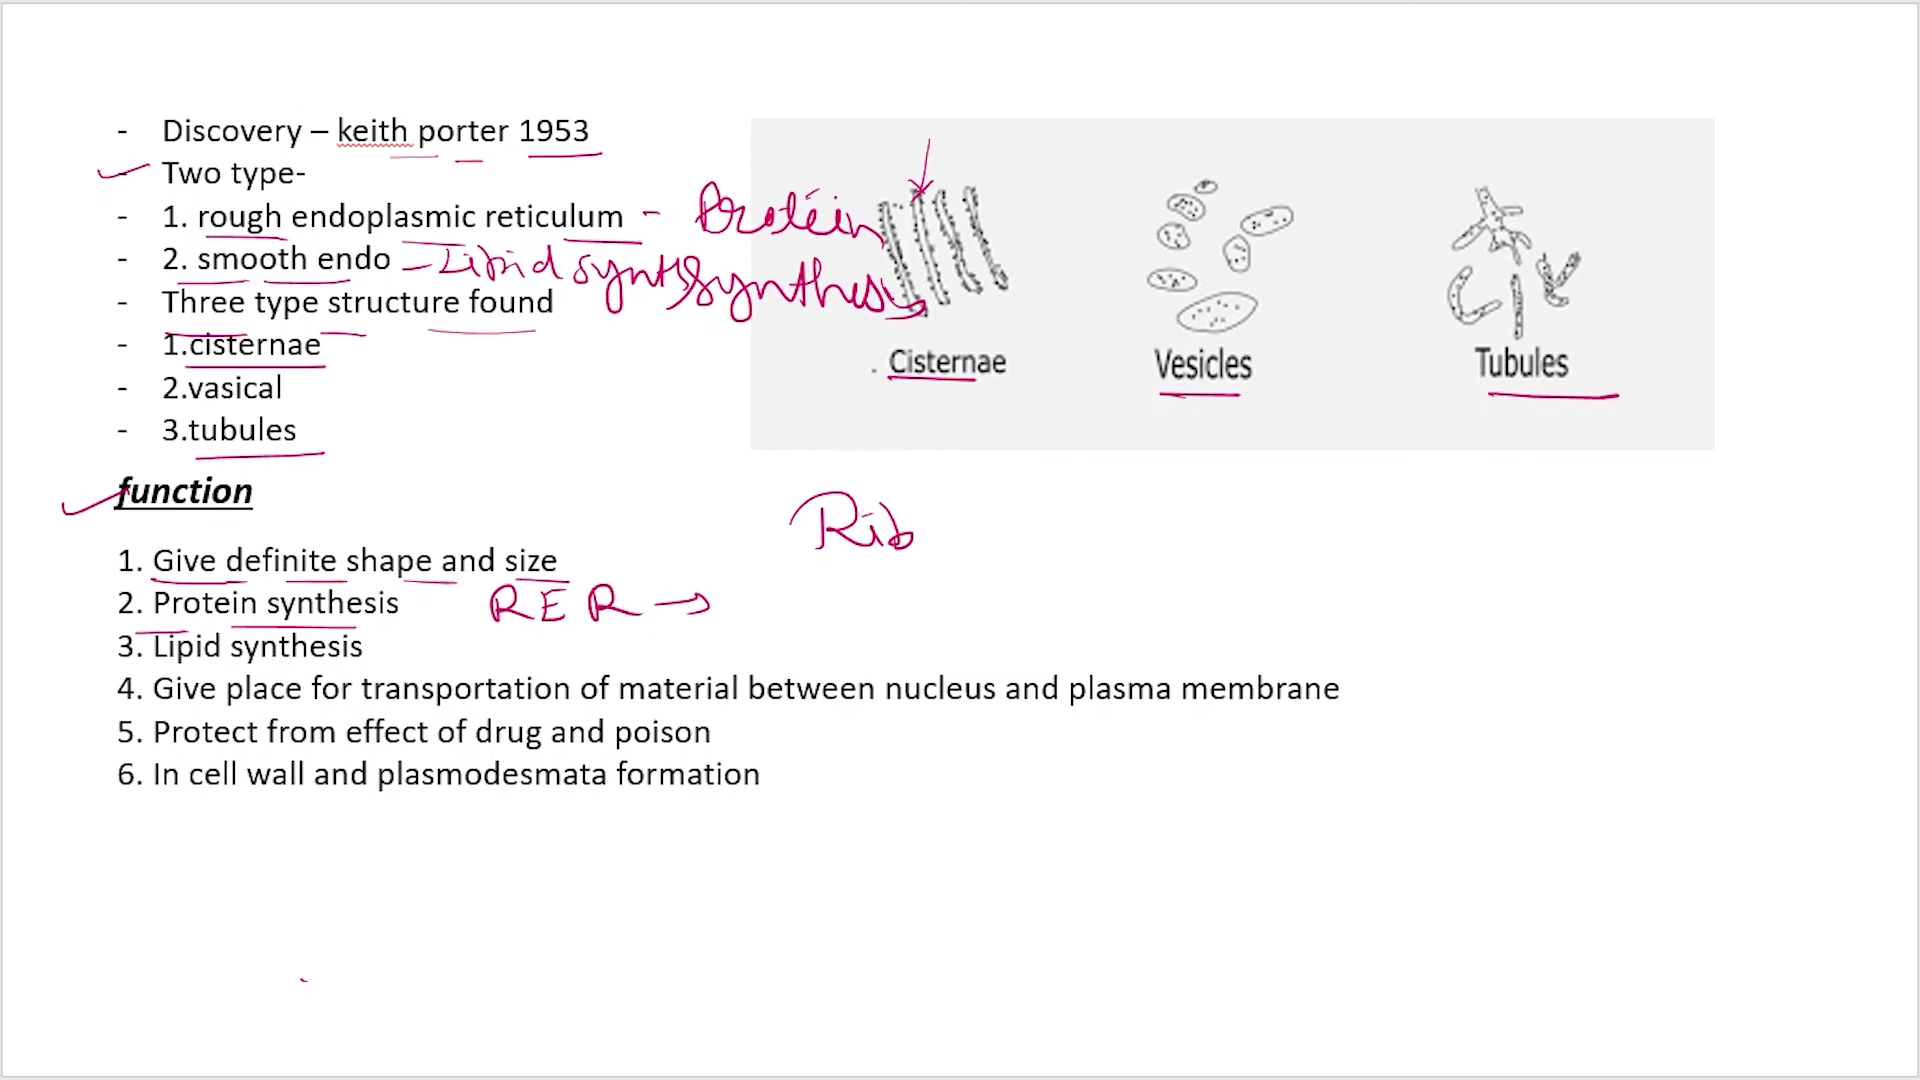 - Discovery – keith porter 1953
- Two type-
- 1. rough endoplasmic reticulum - Protein
synthesis
- 2. smooth endo - Lipid synt
- Three type structure found
- 1.cisternae
- 2.vasical
- 3.tubules
. Cisternae
Vesicles
Tubules
function
Rib
1. Give definite shape and size
2. Protein synthesis RER →
3. Lipid synthesis
4. Give place for transportation of material between nucleus and plasma membrane
5. Protect from effect of drug and poison
6. In cell wall and plasmodesmata formation